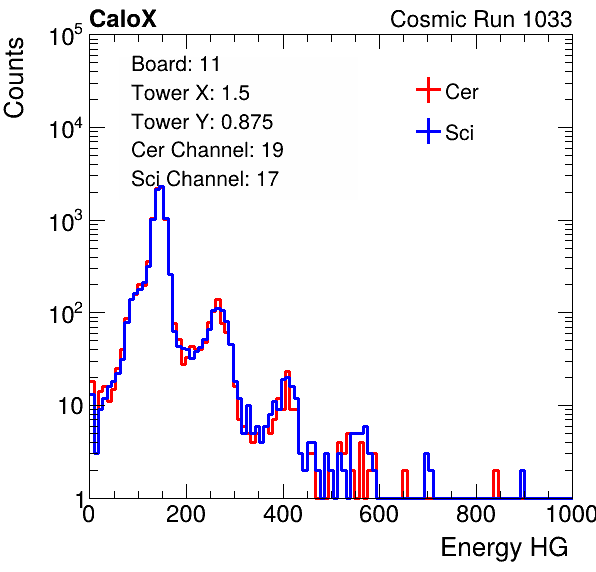 CaloX Cosmic Run 1033
Board: 11
Tower X: 1.5
Tower Y: 0.875
Cer Channel: 19
Sci Channel: 17
Cer
Sci
Counts
10^5
10^4
10^3
10^2
10
1
0 200 400 600 800 1000
Energy HG